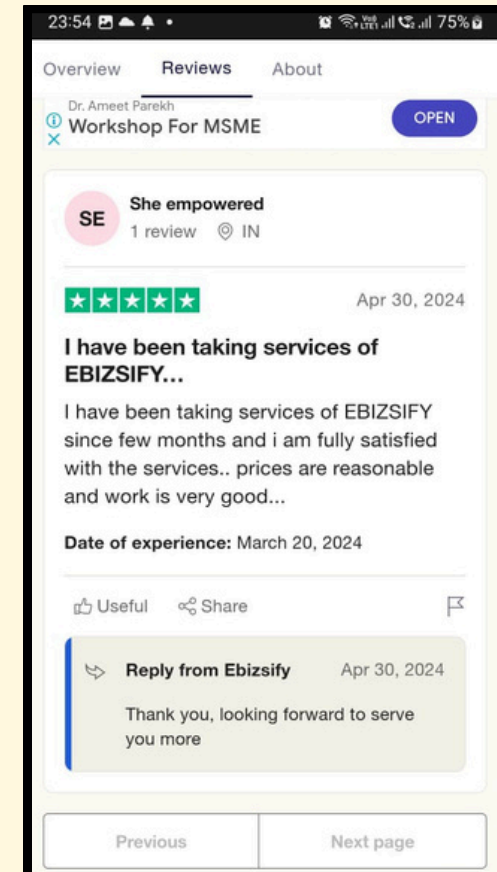 23:54 75%
Overview Reviews About
Dr. Ameet Parekh
Workshop For MSME
OPEN
SE
She empowered
1 review IN
Apr 30, 2024
I have been taking services of
EBIZSIFY...
I have been taking services of EBIZSIFY
since few months and i am fully satisfied
with the services.. prices are reasonable
and work is very good...
Date of experience: March 20, 2024
Useful Share
Reply from Ebizsify Apr 30, 2024
Thank you, looking forward to serve
you more
Previous Next page